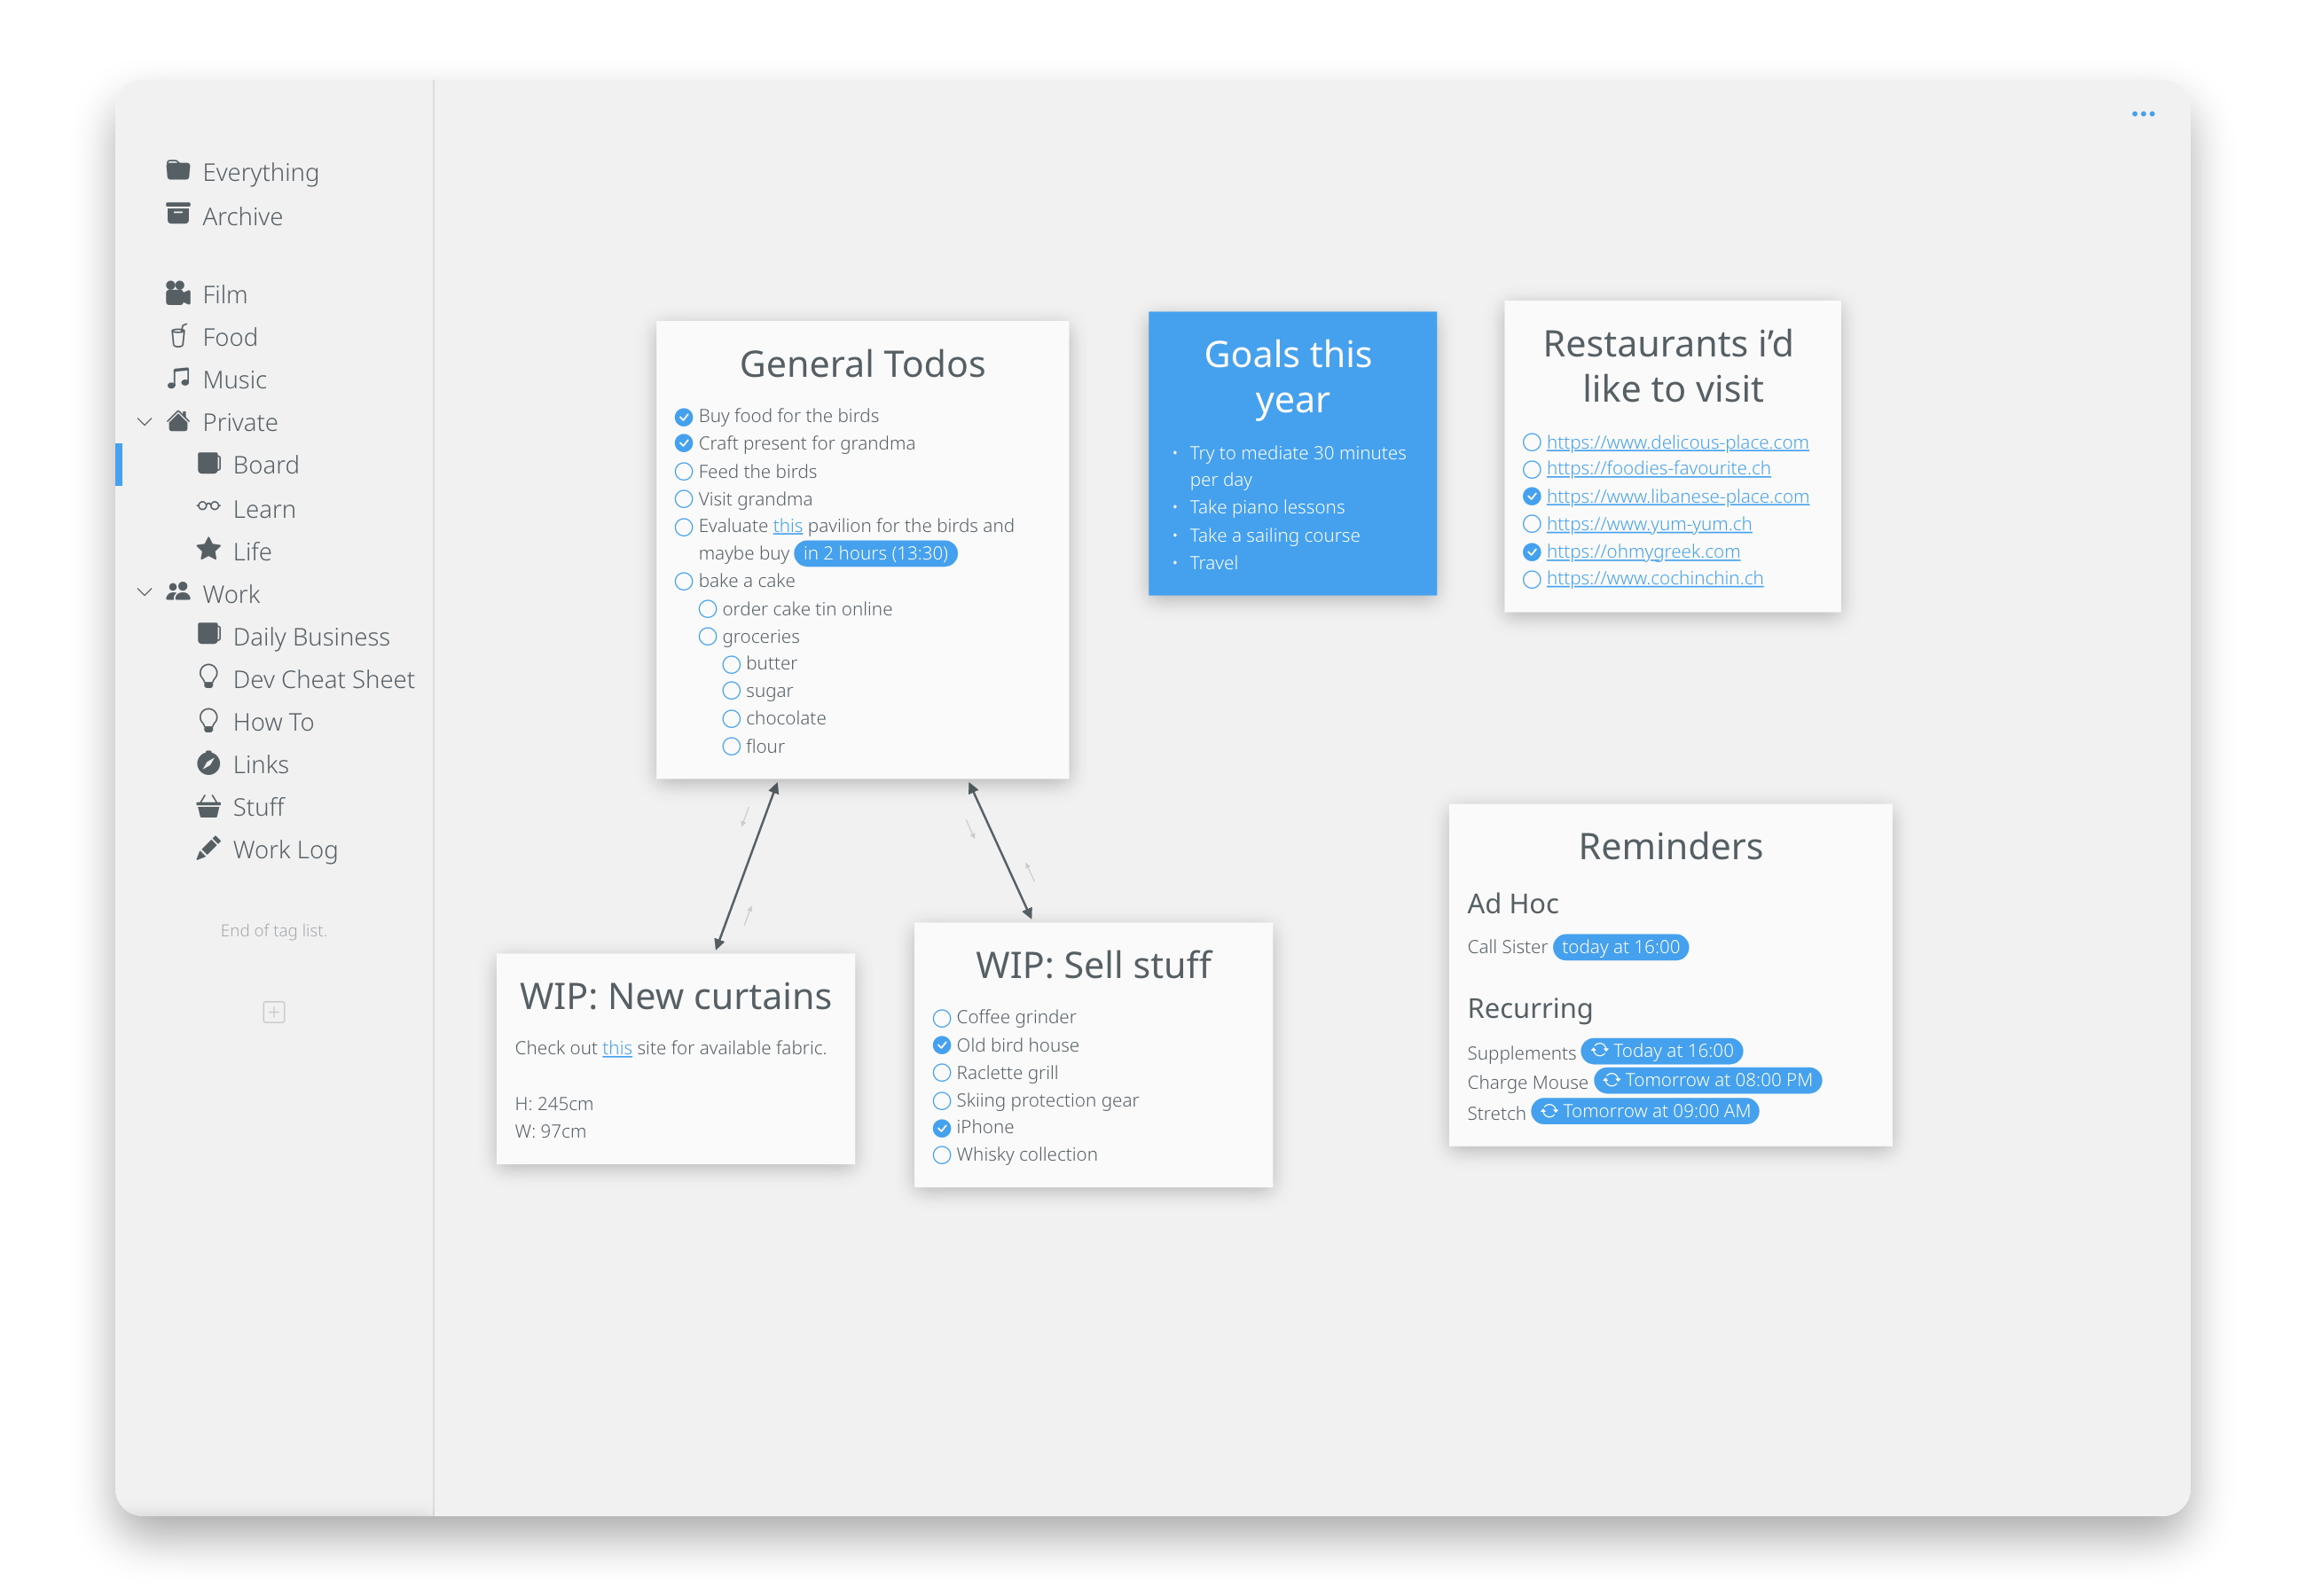 Everything
Archive
Film
Food
Music
Private
Board
Learn
Life
Work
Daily Business
Dev Cheat Sheet
How To
Links
Stuff
Work Log
End of tag list.
General Todos
Buy food for the birds
Craft present for grandma
Feed the birds
Visit grandma
Evaluate this pavilion for the birds and
maybe buy in 2 hours (13:30)
bake a cake
order cake tin online
groceries
butter
sugar
chocolate
flour
Goals this
year
• Try to mediate 30 minutes
per day
• Take piano lessons
• Take a sailing course
• Travel
Restaurants i’d
like to visit
https://www.delicous-place.com
https://foodies-favourite.ch
https://www.libanese-place.com
https://www.yum-yum.ch
https://ohmygreek.com
https://www.cochinchin.ch
WIP: New curtains
Check out this site for available fabric.
H: 245cm
W: 97cm
WIP: Sell stuff
Coffee grinder
Old bird house
Raclette grill
Skiing protection gear
iPhone
Whisky collection
Reminders
Ad Hoc
Call Sister today at 16:00
Recurring
Supplements Today at 16:00
Charge Mouse Tomorrow at 08:00 PM
Stretch Tomorrow at 09:00 AM